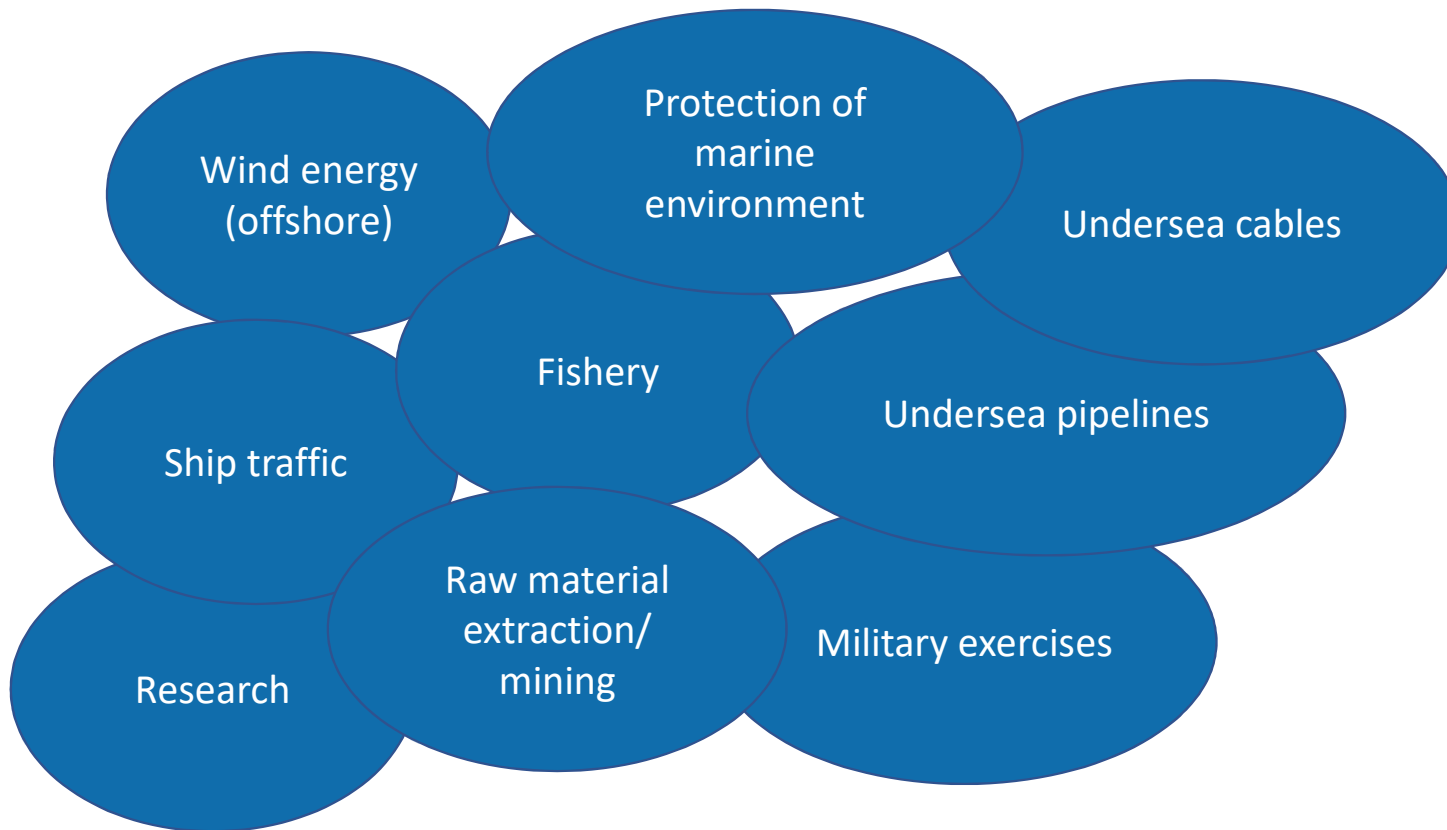 Protection of
marine
environment
Wind energy
(offshore)
Undersea cables
Fishery
Undersea pipelines
Ship traffic
Raw material
extraction/
mining
Military exercises
Research